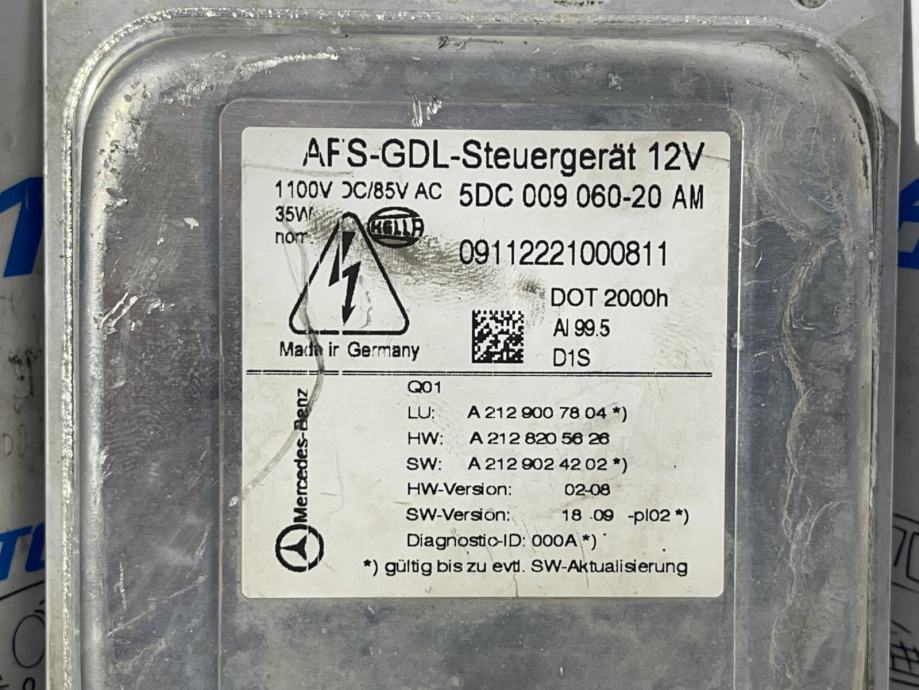 AFS-GDL-Steuergerät 12V
1100V DC/85V AC 5DC 009 060-20 AM
35W
nom.
HELLA
09112221000811
DOT 2000h
Al 99.5
D1S
Made in Germany
Mercedes-Benz
Q01
LU: A 212 900 78 04 *)
HW: A 212 820 56 26
SW: A 212 902 42 02 *)
HW-Version: 02-08
SW-Version: 18 .09 -pl02 *)
Diagnostic-ID: 000A *)
*) gültig bis zu evtl. SW-Aktualisierung